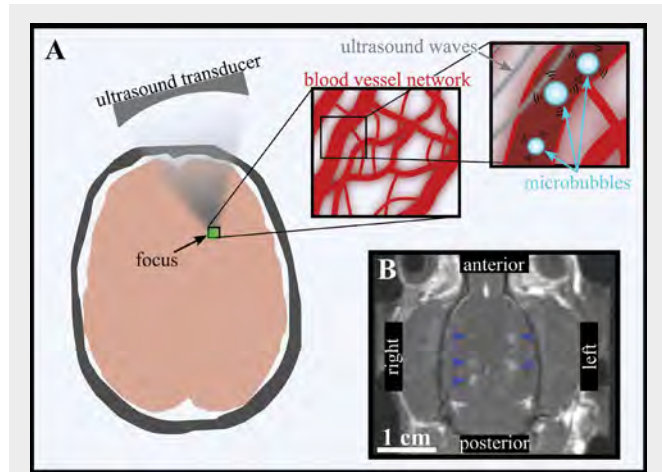 A
ultrasound transducer
ultrasound waves
blood vessel network
microbubbles
focus
B
anterior
right
left
1 cm
posterior